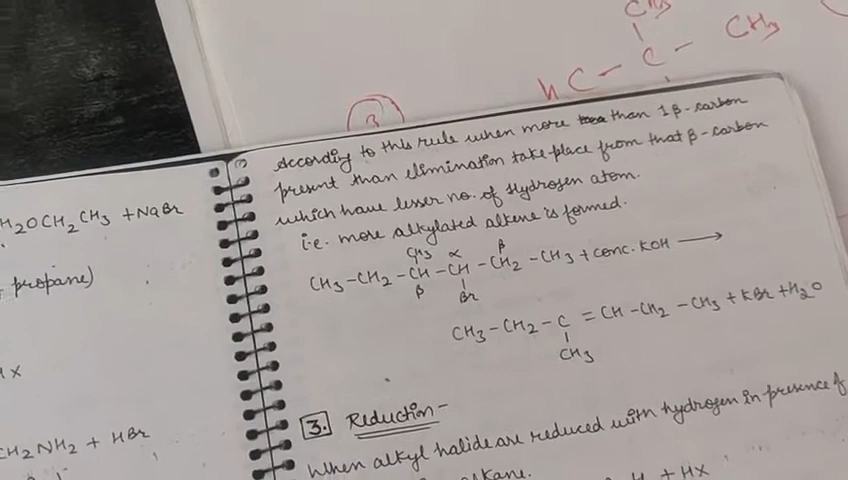 CH3
C - CH3
hC -
3
According to this rule when more than 1 β-carbon
present than elimination take place from that β-carbon
which have lesser no. of Hydrogen atom.
i.e. more alkylated alkene is formed.
CH3 α β
CH3-CH2-CH-CH-CH2-CH3 + conc. KOH ⟶
β Br
CH3-CH2-C=CH-CH2-CH3 + KBr + H2O
CH3
3. Reduction-
When alkyl halide are reduced with hydrogen in presence of
alkane.
H + HX
H2OCH2CH3 + NaBr
propane)
HX
CH2NH2 + HBr